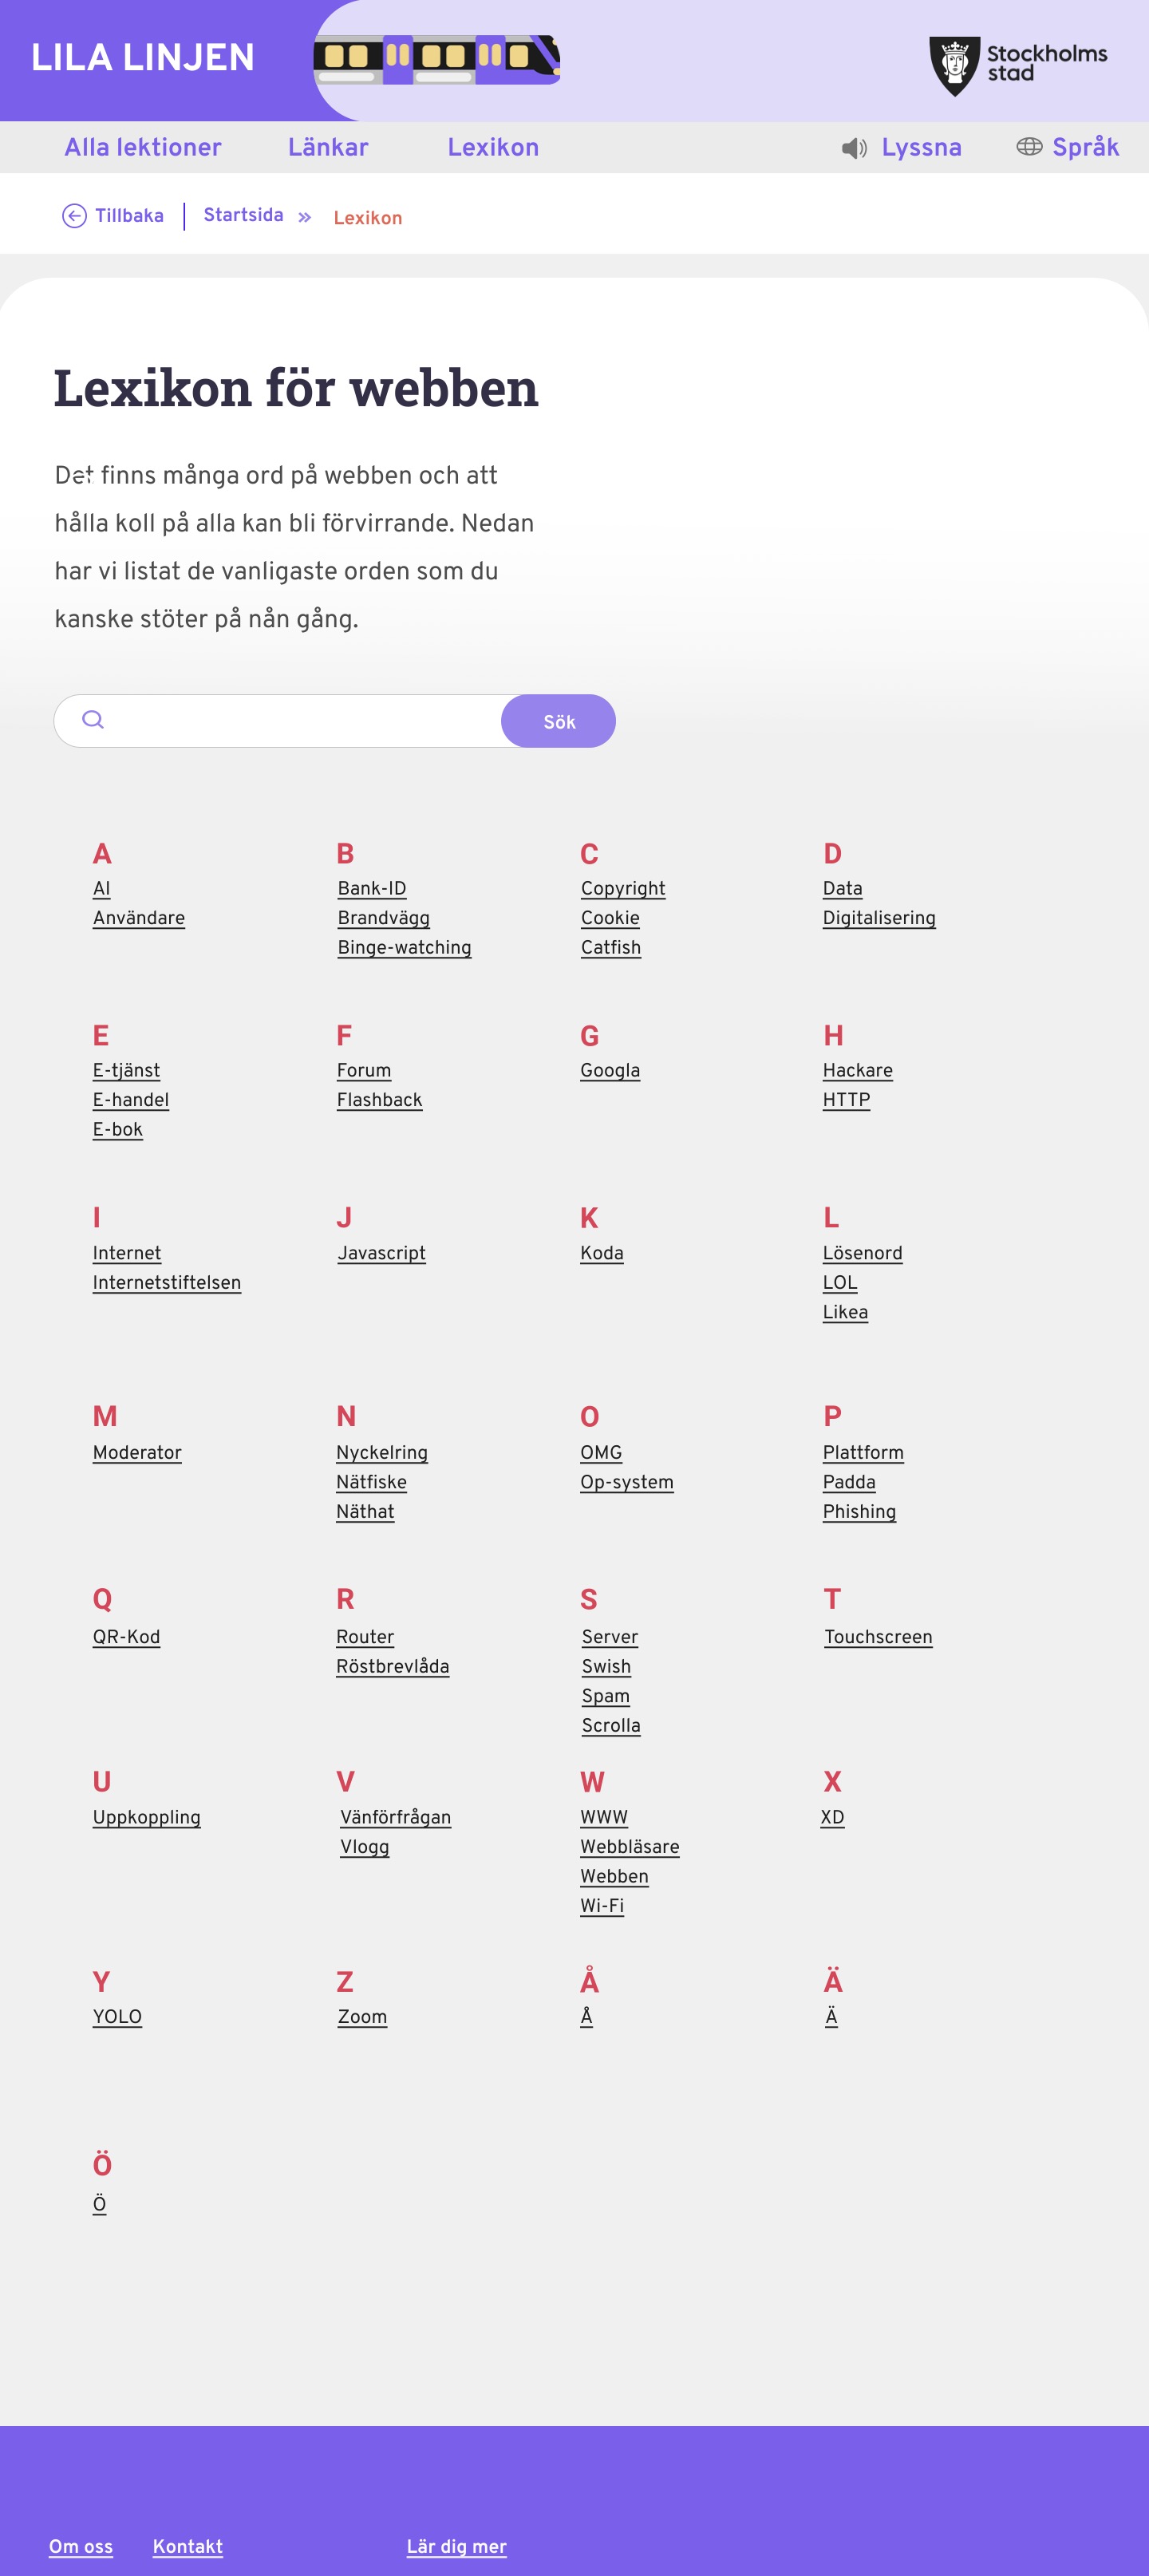 LILA LINJEN
Stockholms
stad
Alla lektioner Länkar Lexikon Lyssna Språk
Tillbaka Startsida » Lexikon
Lexikon för webben
Det finns många ord på webben och att
hålla koll på alla kan bli förvirrande. Nedan
har vi listat de vanligaste orden som du
kanske stöter på nån gång.
Sök
A
AI
Användare
B
Bank-ID
Brandvägg
Binge-watching
C
Copyright
Cookie
Catfish
D
Data
Digitalisering
E
E-tjänst
E-handel
E-bok
F
Forum
Flashback
G
Googla
H
Hackare
HTTP
I
Internet
Internetstiftelsen
J
Javascript
K
Koda
L
Lösenord
LOL
Likea
M
Moderator
N
Nyckelring
Nätfiske
Näthat
O
OMG
Op-system
P
Plattform
Padda
Phishing
Q
QR-Kod
R
Router
Röstbrevlåda
S
Server
Swish
Spam
Scrolla
T
Touchscreen
U
Uppkoppling
V
Vänförfrågan
Vlogg
W
WWW
Webbläsare
Webben
Wi-Fi
X
XD
Y
YOLO
Z
Zoom
Å
Å
Ä
Ä
Ö
Ö
Om oss Kontakt Lär dig mer